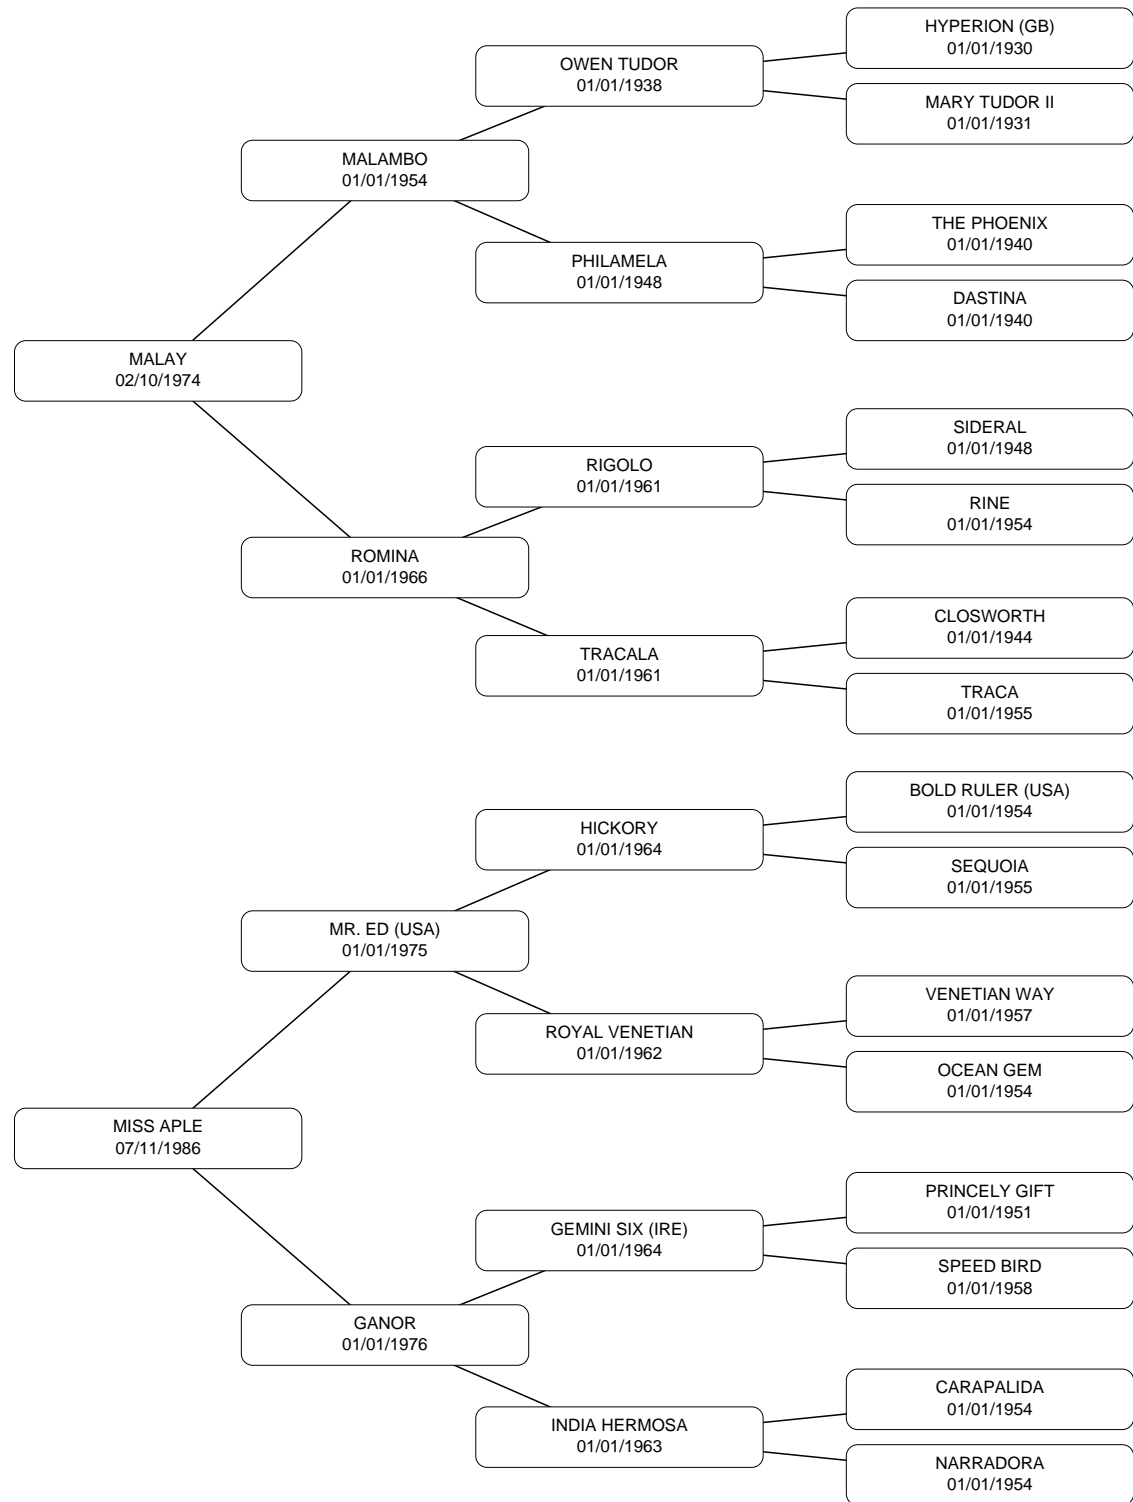 HYPERION (GB)
01/01/1930
OWEN TUDOR
01/01/1938
MARY TUDOR II
01/01/1931
MALAMBO
01/01/1954
THE PHOENIX
01/01/1940
PHILAMELA
01/01/1948
DASTINA
01/01/1940
MALAY
02/10/1974
SIDERAL
01/01/1948
RIGOLO
01/01/1961
RINE
01/01/1954
ROMINA
01/01/1966
CLOSWORTH
01/01/1944
TRACALA
01/01/1961
TRACA
01/01/1955
BOLD RULER (USA)
01/01/1954
HICKORY
01/01/1964
SEQUOIA
01/01/1955
MR. ED (USA)
01/01/1975
VENETIAN WAY
01/01/1957
ROYAL VENETIAN
01/01/1962
OCEAN GEM
01/01/1954
MISS APLE
07/11/1986
PRINCELY GIFT
01/01/1951
GEMINI SIX (IRE)
01/01/1964
SPEED BIRD
01/01/1958
GANOR
01/01/1976
CARAPALIDA
01/01/1954
INDIA HERMOSA
01/01/1963
NARRADORA
01/01/1954